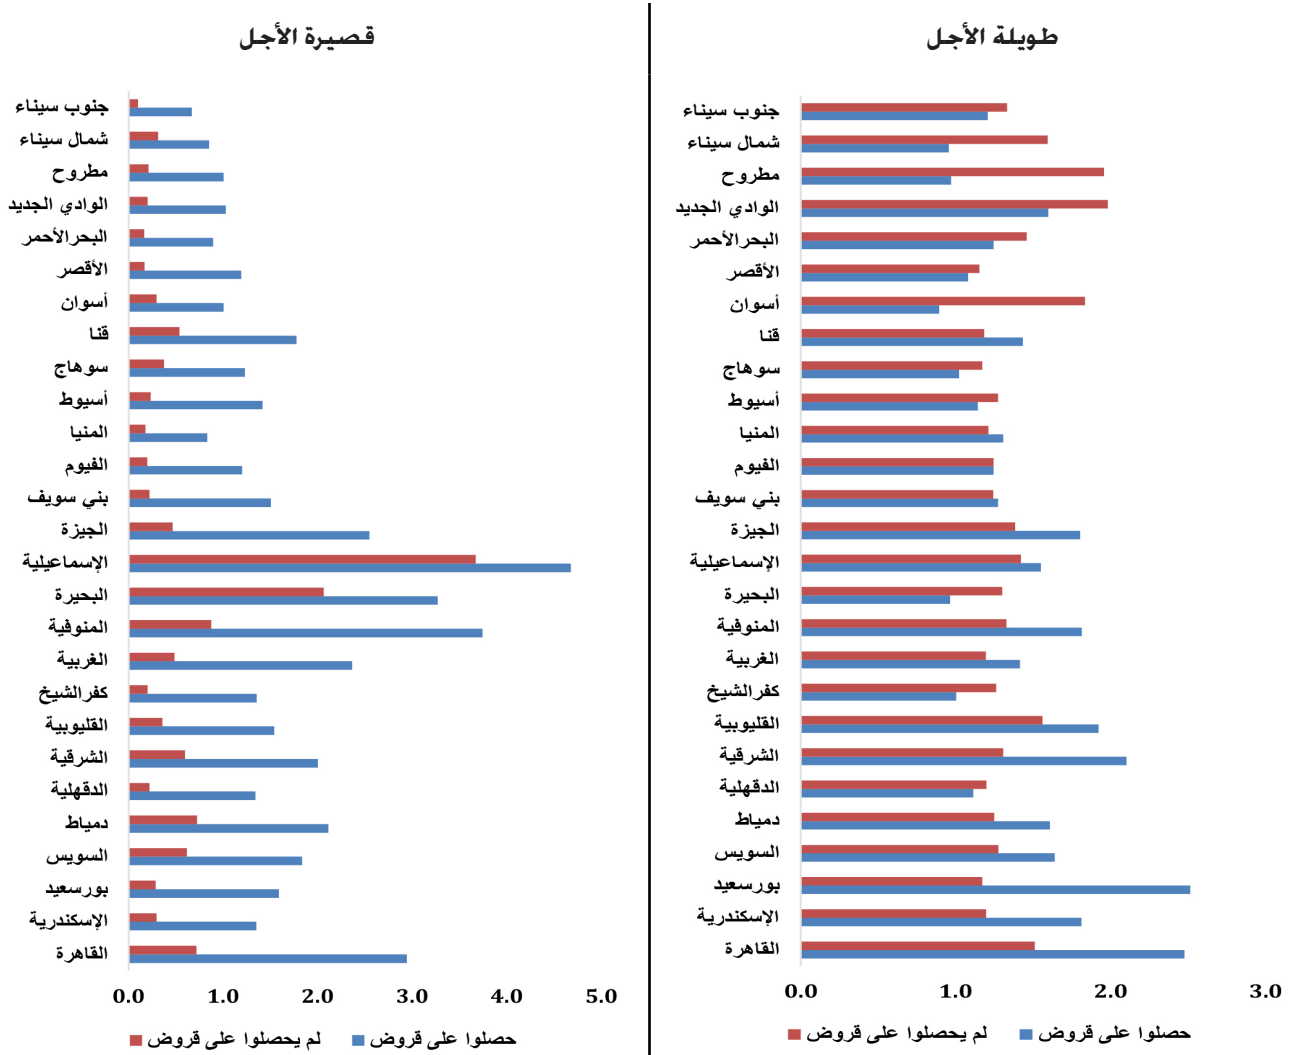 طويلة الأجل
جنوب سيناء
شمال سيناء
مطروح
الوادي الجديد
البحرالأحمر
الأقصر
أسوان
قنا
سوهاج
أسيوط
المنيا
الفيوم
بني سويف
الجيزة
الإسماعيلية
البحيرة
المنوفية
الغربية
كفرالشيخ
القليوبية
الشرقية
الدقهلية
دمياط
السويس
بورسعيد
الإسكندرية
القاهرة
0.0 1.0 2.0 3.0
حصلوا على قروض لم يحصلوا على قروض
قصيرة الأجل
جنوب سيناء
شمال سيناء
مطروح
الوادي الجديد
البحرالأحمر
الأقصر
أسوان
قنا
سوهاج
أسيوط
المنيا
الفيوم
بني سويف
الجيزة
الإسماعيلية
البحيرة
المنوفية
الغربية
كفرالشيخ
القليوبية
الشرقية
الدقهلية
دمياط
السويس
بورسعيد
الإسكندرية
القاهرة
0.0 1.0 2.0 3.0 4.0 5.0
حصلوا على قروض لم يحصلوا على قروض